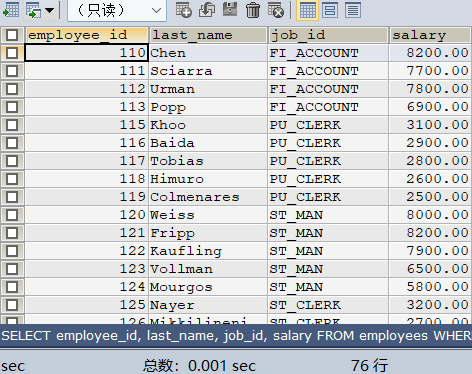 （只读）
employee_id last_name job_id salary
110 Chen FI_ACCOUNT 8200.00
111 Sciarra FI_ACCOUNT 7700.00
112 Urman FI_ACCOUNT 7800.00
113 Popp FI_ACCOUNT 6900.00
115 Khoo PU_CLERK 3100.00
116 Baida PU_CLERK 2900.00
117 Tobias PU_CLERK 2800.00
118 Himuro PU_CLERK 2600.00
119 Colmenares PU_CLERK 2500.00
120 Weiss ST_MAN 8000.00
121 Fripp ST_MAN 8200.00
122 Kaufling ST_MAN 7900.00
123 Vollman ST_MAN 6500.00
124 Mourgos ST_MAN 5800.00
125 Nayer ST_CLERK 3200.00
126 Mikkilineni ST_CLERK 2700.00
SELECT employee_id, last_name, job_id, salary FROM employees WHER
sec 总数: 0.001 sec 76 行